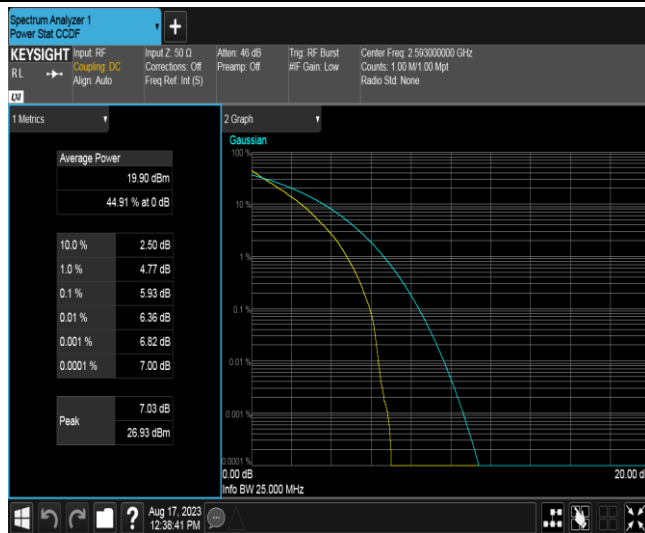 Spectrum Analyzer 1
Power Stat CCDF
KEYSIGHT
RL
LXI
Input: RF
Coupling: DC
Align: Auto
Input Z: 50 Ω
Corrections: Off
Freq Ref: Int (S)
Atten: 46 dB
Preamp: Off
Trig: RF Burst
#IF Gain: Low
Center Freq: 2.593000000 GHz
Counts: 1.00 M/1.00 Mpt
Radio Std: None
1 Metrics
Average Power
19.90 dBm
44.91 % at 0 dB
10.0 % 2.50 dB
1.0 % 4.77 dB
0.1 % 5.93 dB
0.01 % 6.36 dB
0.001 % 6.82 dB
0.0001 % 7.00 dB
Peak
7.03 dB
26.93 dBm
2 Graph
Gaussian
100 %
10 %
1 %
0.1 %
0.01 %
0.001 %
0.0001 %
0.00 dB
20.00 d
Info BW 25.000 MHz
?
Aug 17, 2023
12:38:41 PM